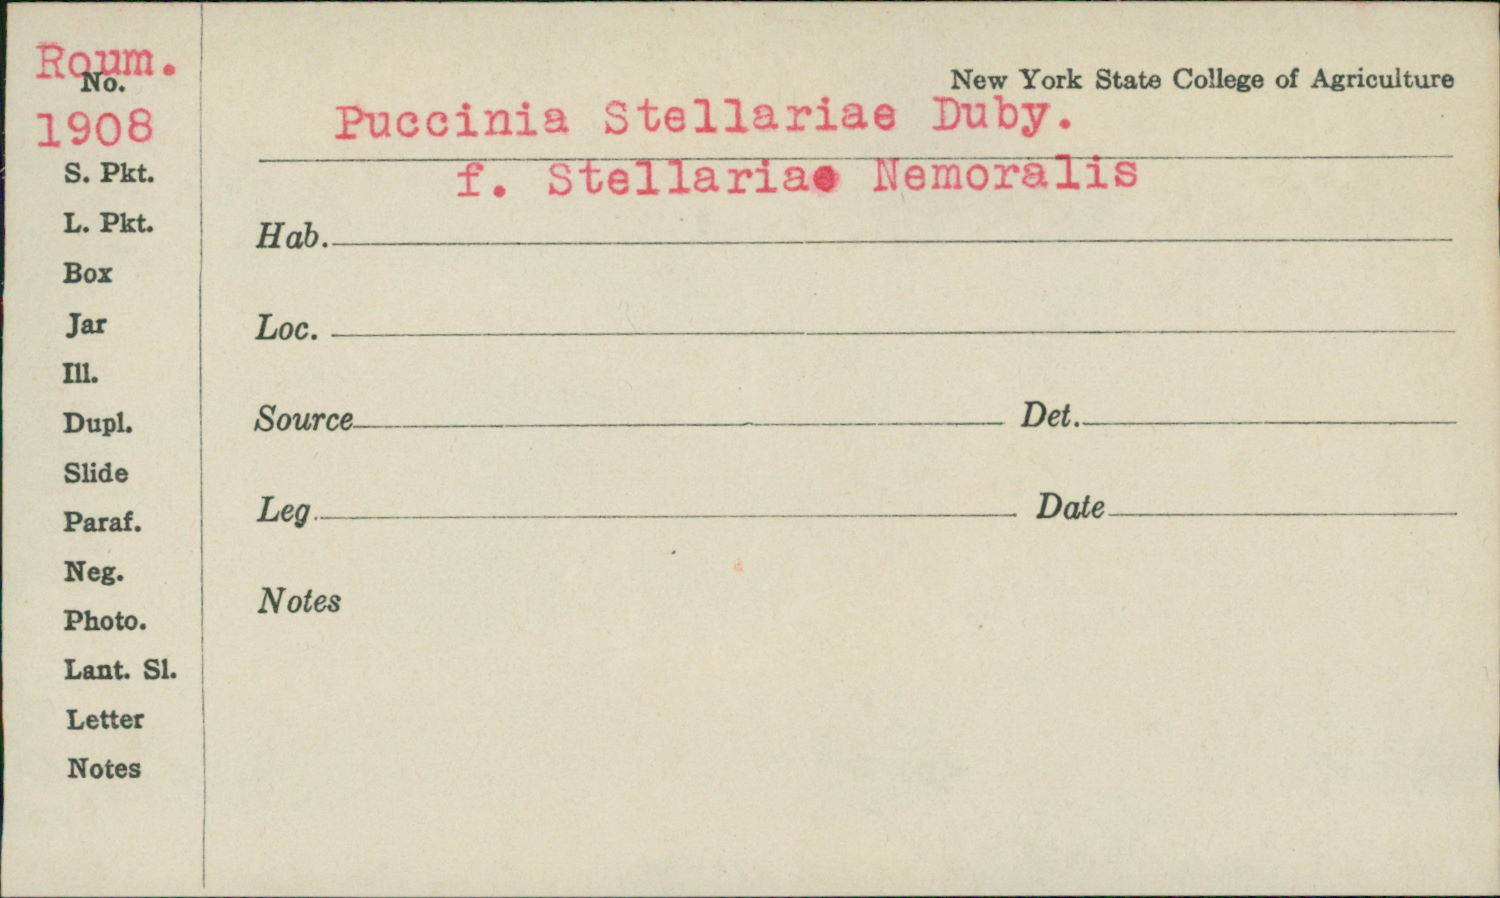 Roum.
No.
1908
S. Pkt.
L. Pkt.
Box
Jar
Ill.
Dupl.
Slide
Paraf.
Neg.
Photo.
Lant. Sl.
Letter
Notes
New York State College of Agriculture
Puccinia Stellariae Duby.
f. Stellariae Nemoralis
Hab.
Loc.
Source Det.
Leg. Date
Notes